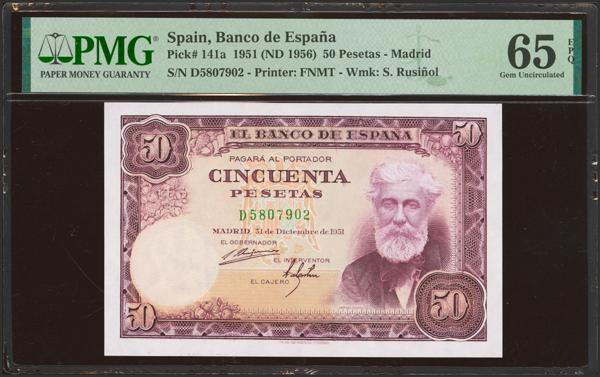 PMG
PAPER MONEY GUARANTY
Spain, Banco de España
Pick# 141a 1951 (ND 1956) 50 Pesetas - Madrid
S/N D5807902 - Printer: FNMT - Wmk: S. Rusiñol
65 EPQ
Gem Uncirculated
50
EL BANCO DE ESPAÑA
50
PAGARÁ AL PORTADOR
CINCUENTA
PESETAS
D5807902
MADRID, 31 de Diciembre de 1951
EL GOBERNADOR
EL INTERVENTOR
EL CAJERO
50
50